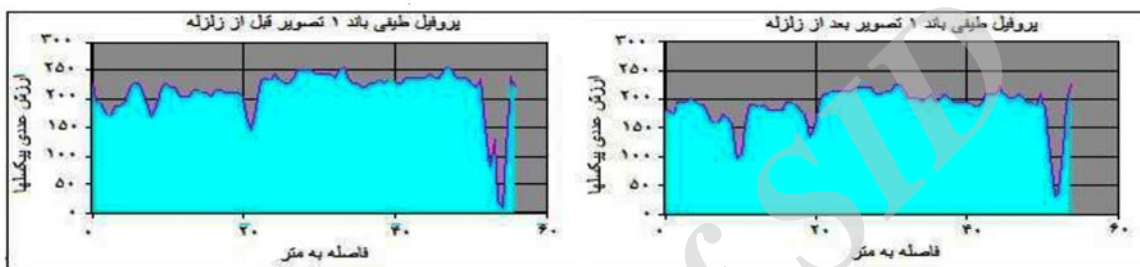 پروفیل طیفی باند ۱ تصویر بعد از زلزله
ارزش عددی پیکسلها
۳۰۰
۲۵۰
۲۰۰
۱۵۰
۱۰۰
۵۰
۰
۰ ۲۰ ۴۰ ۶۰
فاصله به متر
پروفیل طیفی باند ۱ تصویر قبل از زلزله
ارزش عددی پیکسلها
۳۰۰
۲۵۰
۲۰۰
۱۵۰
۱۰۰
۵۰
۰
۰ ۲۰ ۴۰ ۶۰
فاصله به متر
f SID